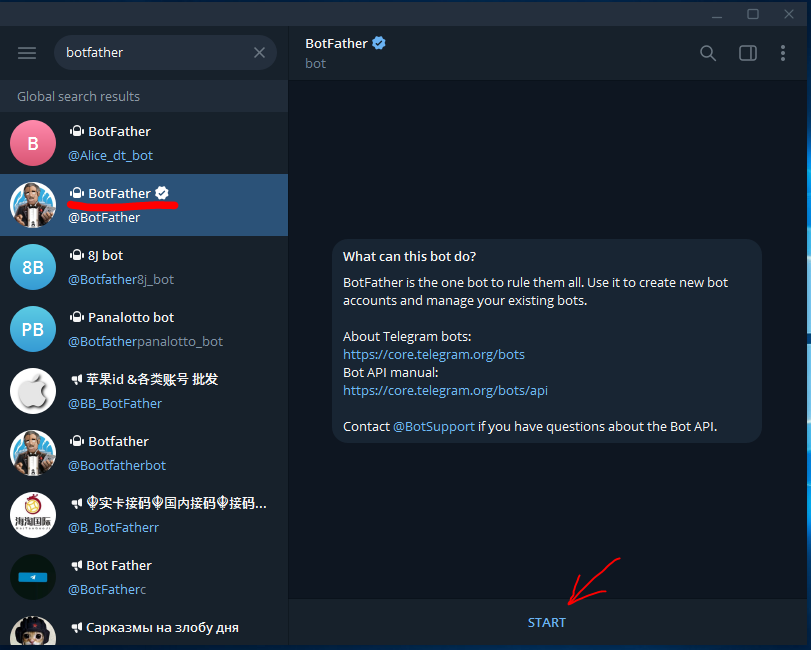 botfather
BotFather
bot
Global search results
B
BotFather
@Alice_dt_bot
BotFather
@BotFather
8B
8J bot
@Botfather8j_bot
PB
Panalotto bot
@Botfatherpanalotto_bot
苹果id &各类账号 批发
@BB_BotFather
Botfather
@Bootfatherbot
海淘国际
实卡接码国内接码接码...
@B_BotFatherr
Bot Father
@BotFatherc
Сарказмы на злобу дня
What can this bot do?
BotFather is the one bot to rule them all. Use it to create new bot
accounts and manage your existing bots.
About Telegram bots:
https://core.telegram.org/bots
Bot API manual:
https://core.telegram.org/bots/api
Contact @BotSupport if you have questions about the Bot API.
START